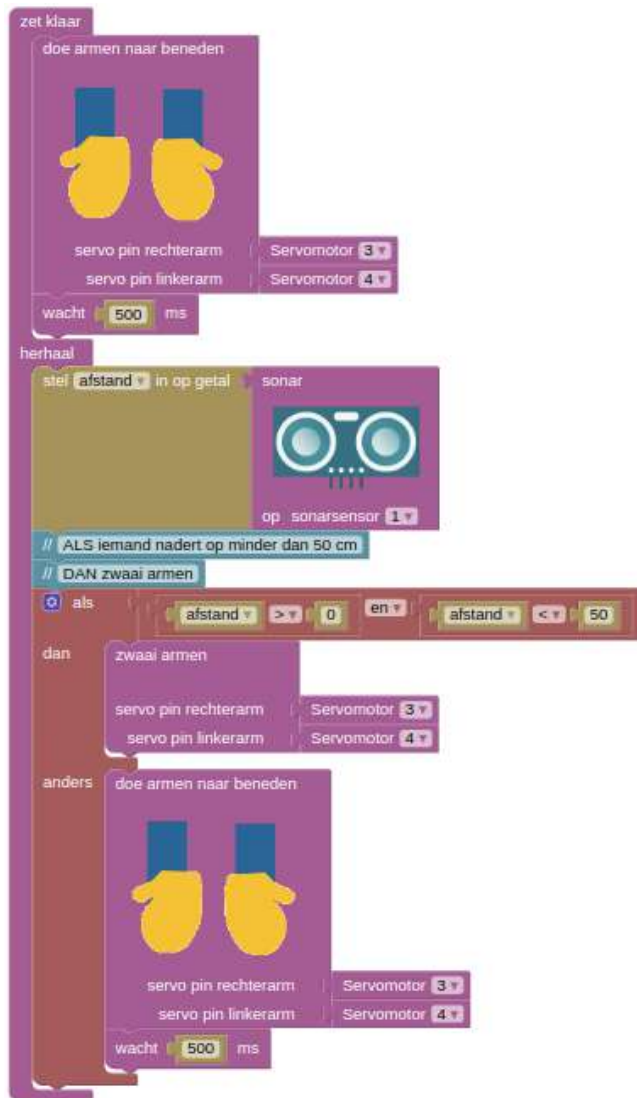 zet klaar
doe armen naar beneden
servo pin rechterarm Servomotor 3
servo pin linkerarm Servomotor 4
wacht 500 ms
herhaal
stel afstand in op getal sonar
op sonarsensor 1
// ALS iemand nadert op minder dan 50 cm
// DAN zwaai armen
als afstand > 0 en afstand < 50
dan zwaai armen
servo pin rechterarm Servomotor 3
servo pin linkerarm Servomotor 4
anders doe armen naar beneden
servo pin rechterarm Servomotor 3
servo pin linkerarm Servomotor 4
wacht 500 ms